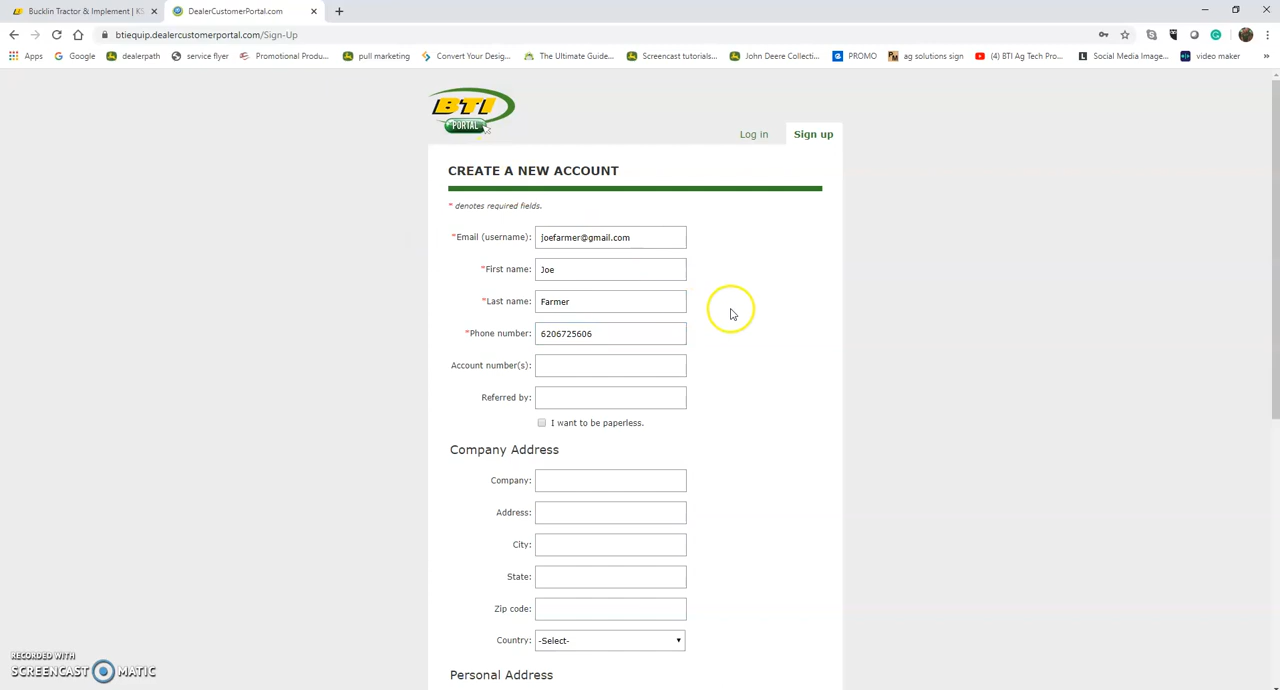 Bucklin Tractor & Implement | KS
DealerCustomerPortal.com
btiequip.dealercustomerportal.com/Sign-Up
Apps
Google
dealerpath
service flyer
Promotional Produ...
pull marketing
Convert Your Design...
The Ultimate Guide...
Screencast tutorials...
John Deere Collecti...
PROMO
ag solutions sign
(4) BTI Ag Tech Pro...
Social Media Image...
video maker
»
BTI
PORTAL
Log in
Sign up
CREATE A NEW ACCOUNT
* denotes required fields.
*Email (username): joefarmer@gmail.com
*First name: Joe
*Last name: Farmer
*Phone number: 6206725606
Account number(s):
Referred by:
I want to be paperless.
Company Address
Company:
Address:
City:
State:
Zip code:
Country: -Select-
Personal Address
RECORDED WITH
SCREENCAST MATIC